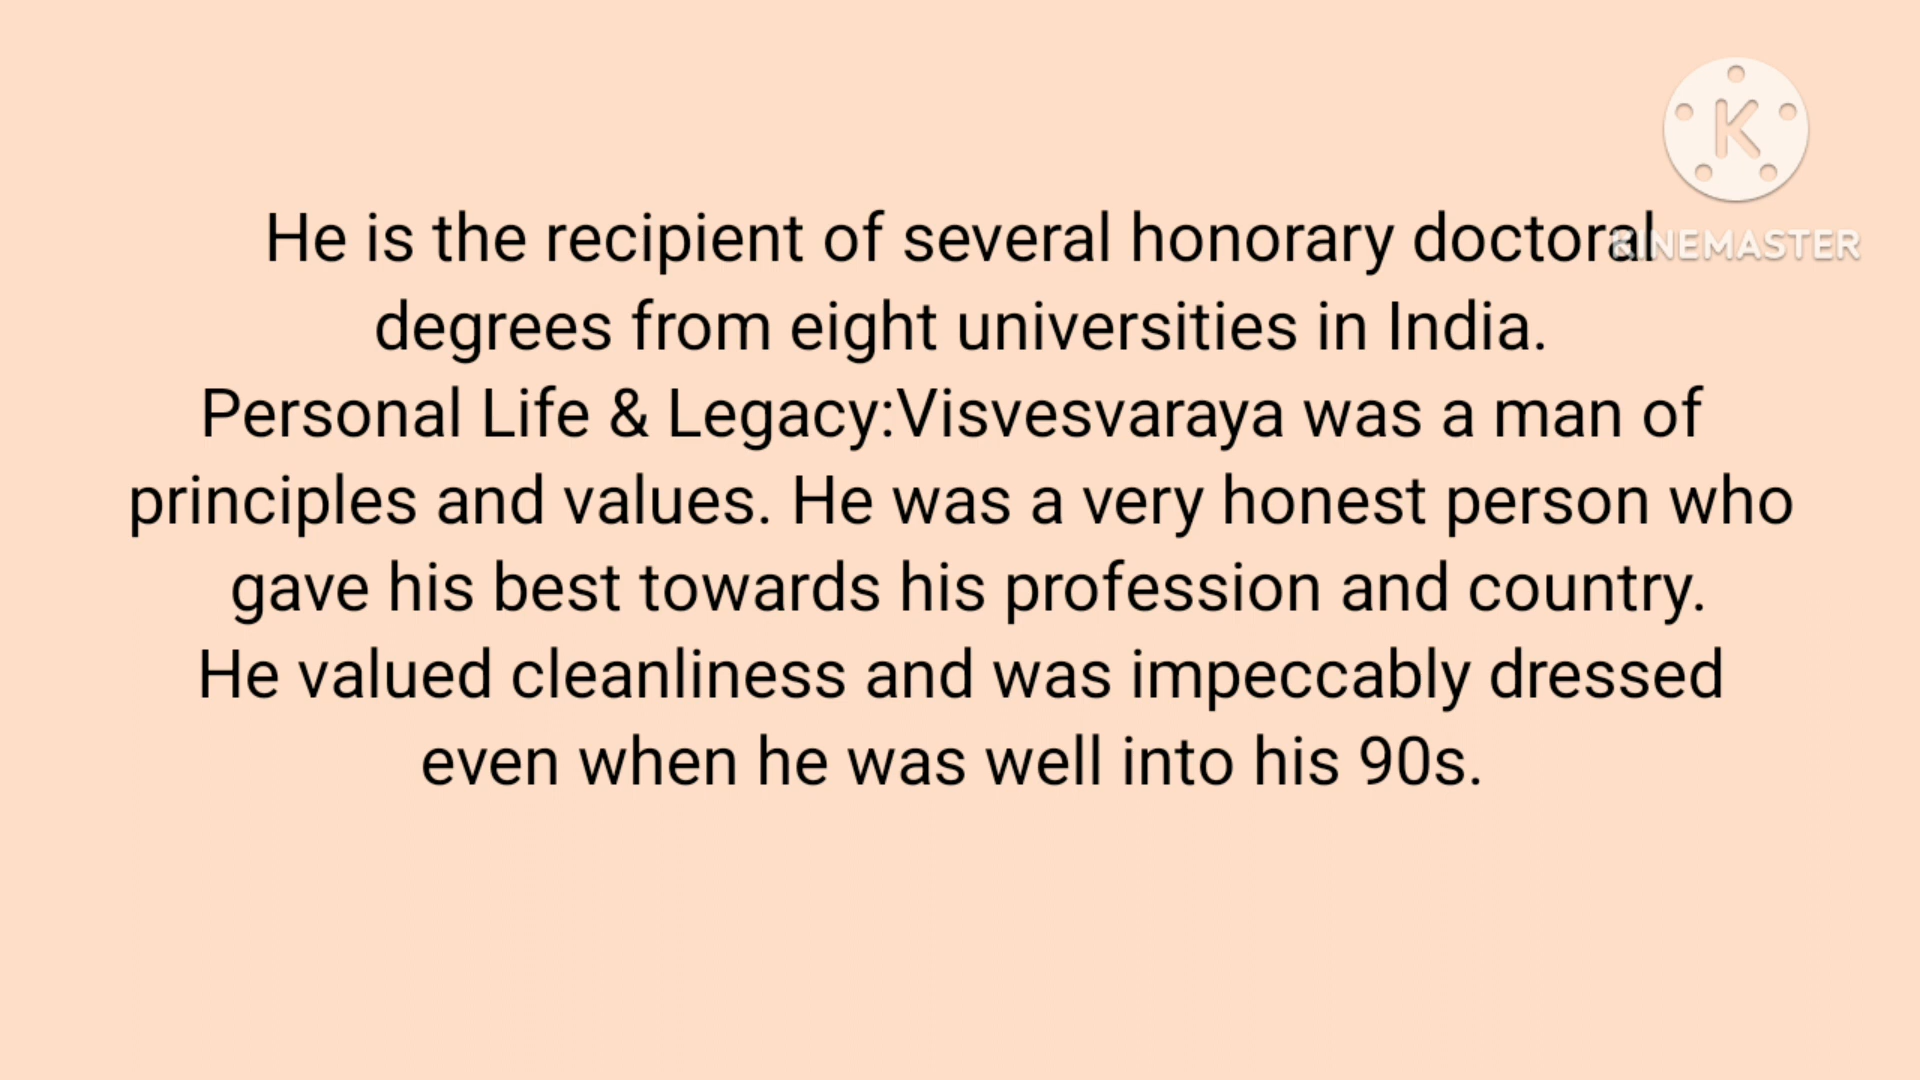 K
KINEMASTER
He is the recipient of several honorary doctoral
degrees from eight universities in India.
Personal Life & Legacy:Visvesvaraya was a man of
principles and values. He was a very honest person who
gave his best towards his profession and country.
He valued cleanliness and was impeccably dressed
even when he was well into his 90s.